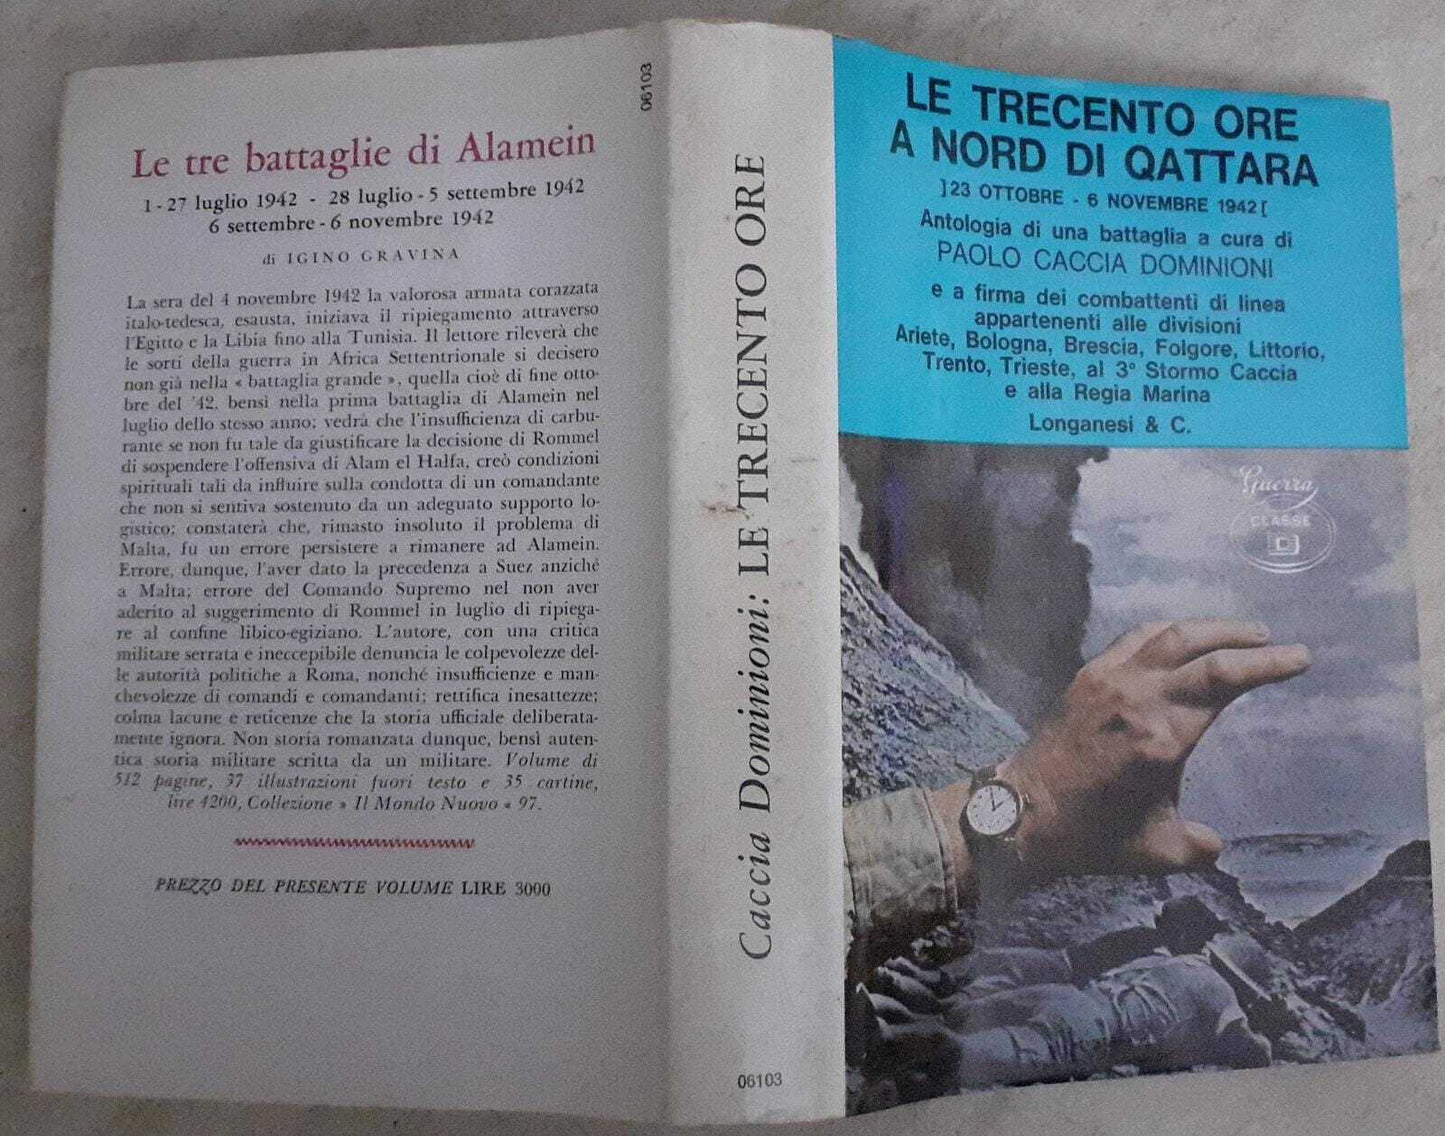 06103
Le tre battaglie di Alamein
1 - 27 luglio 1942 - 28 luglio - 5 settembre 1942
6 settembre - 6 novembre 1942
di IGINO GRAVINA
La sera del 4 novembre 1942 la valorosa armata corazzata
italo-tedesca, esausta, iniziava il ripiegamento attraverso
l'Egitto e la Libia fino alla Tunisia. Il lettore rileverà che
le sorti della guerra in Africa Settentrionale si decisero
non già nella « battaglia grande », quella cioè di fine otto-
bre del '42, bensì nella prima battaglia di Alamein nel
luglio dello stesso anno; vedrà che l'insufficienza di carbu-
rante se non fu tale da giustificare la decisione di Rommel
di sospendere l'offensiva di Alam el Halfa, creò condizioni
spirituali tali da influire sulla condotta di un comandante
che non si sentiva sostenuto da un adeguato supporto lo-
gistico; constaterà che, rimasto insoluto il problema di
Malta, fu un errore persistere a rimanere ad Alamein.
Errore, dunque, l'aver dato la precedenza a Suez anziché
a Malta; errore del Comando Supremo nel non aver
aderito al suggerimento di Rommel in luglio di ripiega-
re al confine libico-egiziano. L'autore, con una critica
militare serrata e ineccepibile denuncia le colpevolezze del-
le autorità politiche a Roma, nonché insufficienze e man-
chevolezze di comandi e comandanti; rettifica inesattezze;
colma lacune e reticenze che la storia ufficiale deliberata-
mente ignora. Non storia romanzata dunque, bensì auten-
tica storia militare scritta da un militare. Volume di
512 pagine, 37 illustrazioni fuori testo e 35 cartine,
lire 4200, Collezione » Il Mondo Nuovo « 97.
PREZZO DEL PRESENTE VOLUME LIRE 3000
Caccia Dominioni: LE TRECENTO ORE
06103
LE TRECENTO ORE
A NORD DI QATTARA
]23 OTTOBRE - 6 NOVEMBRE 1942[
Antologia di una battaglia a cura di
PAOLO CACCIA DOMINIONI
e a firma dei combattenti di linea
appartenenti alle divisioni
Ariete, Bologna, Brescia, Folgore, Littorio,
Trento, Trieste, al 3° Stormo Caccia
e alla Regia Marina
Longanesi & C.
Guerra
CLASSE